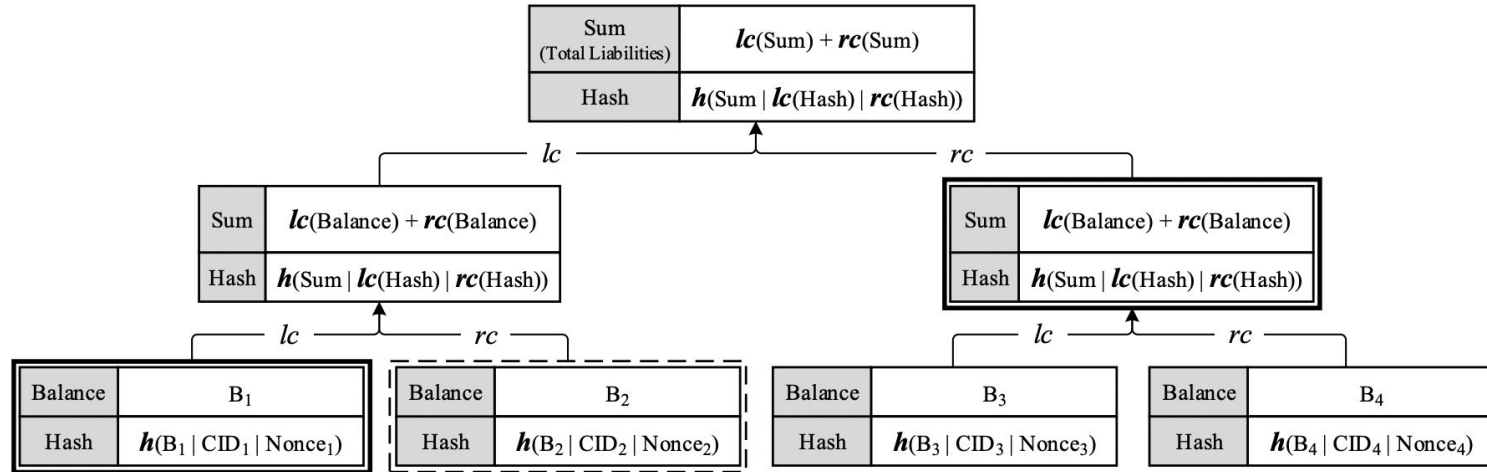 Sum
(Total Liabilities)
lc(Sum) + rc(Sum)
Hash
h(Sum | lc(Hash) | rc(Hash))
lc
rc
Sum
lc(Balance) + rc(Balance)
Hash
h(Sum | lc(Hash) | rc(Hash))
Sum
lc(Balance) + rc(Balance)
Hash
h(Sum | lc(Hash) | rc(Hash))
lc
rc
lc
rc
Balance
B₁
Hash
h(B₁ | CID₁ | Nonce₁)
Balance
B₂
Hash
h(B₂ | CID₂ | Nonce₂)
Balance
B₃
Hash
h(B₃ | CID₃ | Nonce₃)
Balance
B₄
Hash
h(B₄ | CID₄ | Nonce₄)